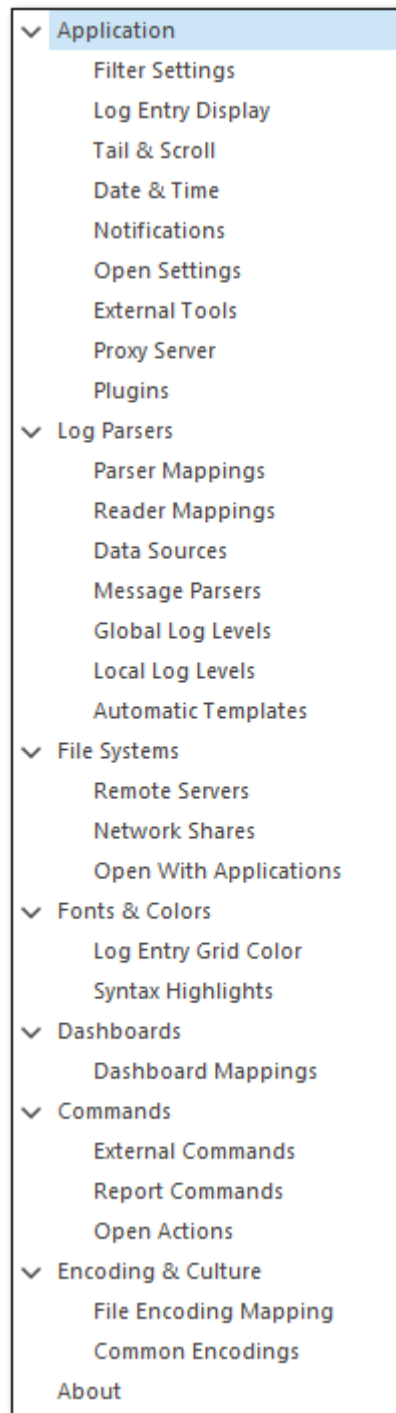 Application
Filter Settings
Log Entry Display
Tail & Scroll
Date & Time
Notifications
Open Settings
External Tools
Proxy Server
Plugins
Log Parsers
Parser Mappings
Reader Mappings
Data Sources
Message Parsers
Global Log Levels
Local Log Levels
Automatic Templates
File Systems
Remote Servers
Network Shares
Open With Applications
Fonts & Colors
Log Entry Grid Color
Syntax Highlights
Dashboards
Dashboard Mappings
Commands
External Commands
Report Commands
Open Actions
Encoding & Culture
File Encoding Mapping
Common Encodings
About